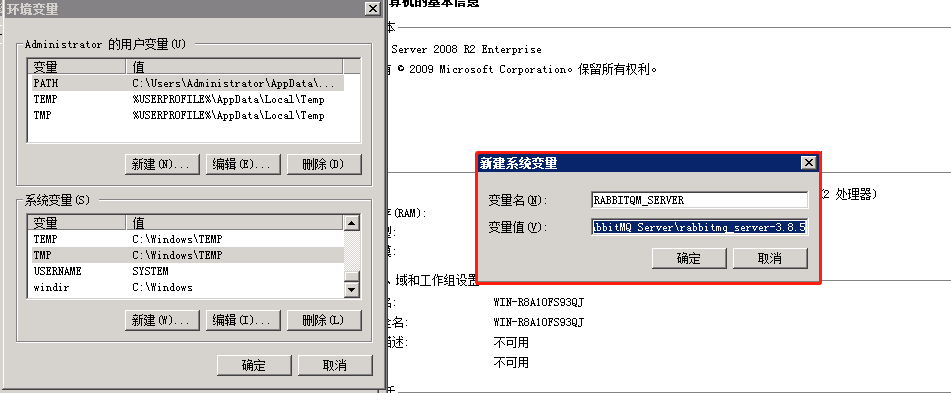 环境变量
Administrator 的用户变量(U)
变量 值
PATH C:\Users\Administrator\AppData\...
TEMP %USERPROFILE%\AppData\Local\Temp
TMP %USERPROFILE%\AppData\Local\Temp
新建(N)... 编辑(E)... 删除(D)
系统变量(S)
变量 值
TEMP C:\Windows\TEMP
TMP C:\Windows\TEMP
USERNAME SYSTEM
windir C:\Windows
新建(W)... 编辑(I)... 删除(L)
确定 取消
算机的基本信息
本
Server 2008 R2 Enterprise
© 2009 Microsoft Corporation。保留所有权利。
新建系统变量
变量名(N): RABBITQM_SERVER
变量值(V): bbitMQ Server\rabbitmq_server-3.8.5
确定 取消
(2 处理器)
(RAM):
型:
、域和工作组设置
名: WIN-R8A1OFS93QJ
全名: WIN-R8A1OFS93QJ
描述: 不可用
不可用